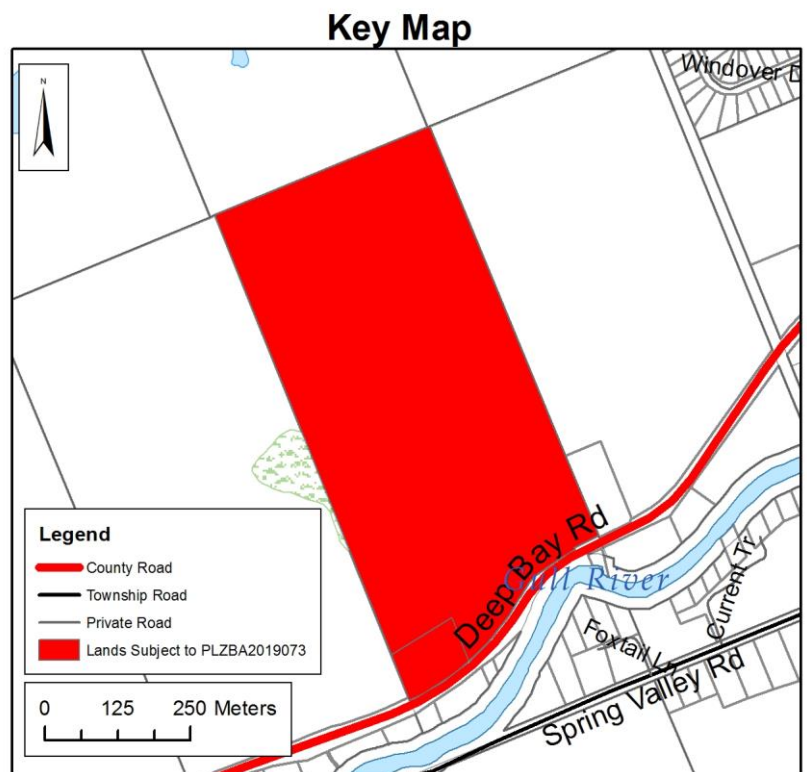 Key Map
N
Windover D
Deep Bay Rd
Gull River
Current Tr
Foxtail Ln
Spring Valley Rd
Legend
County Road
Township Road
Private Road
Lands Subject to PLZBA2019073
0 125 250 Meters